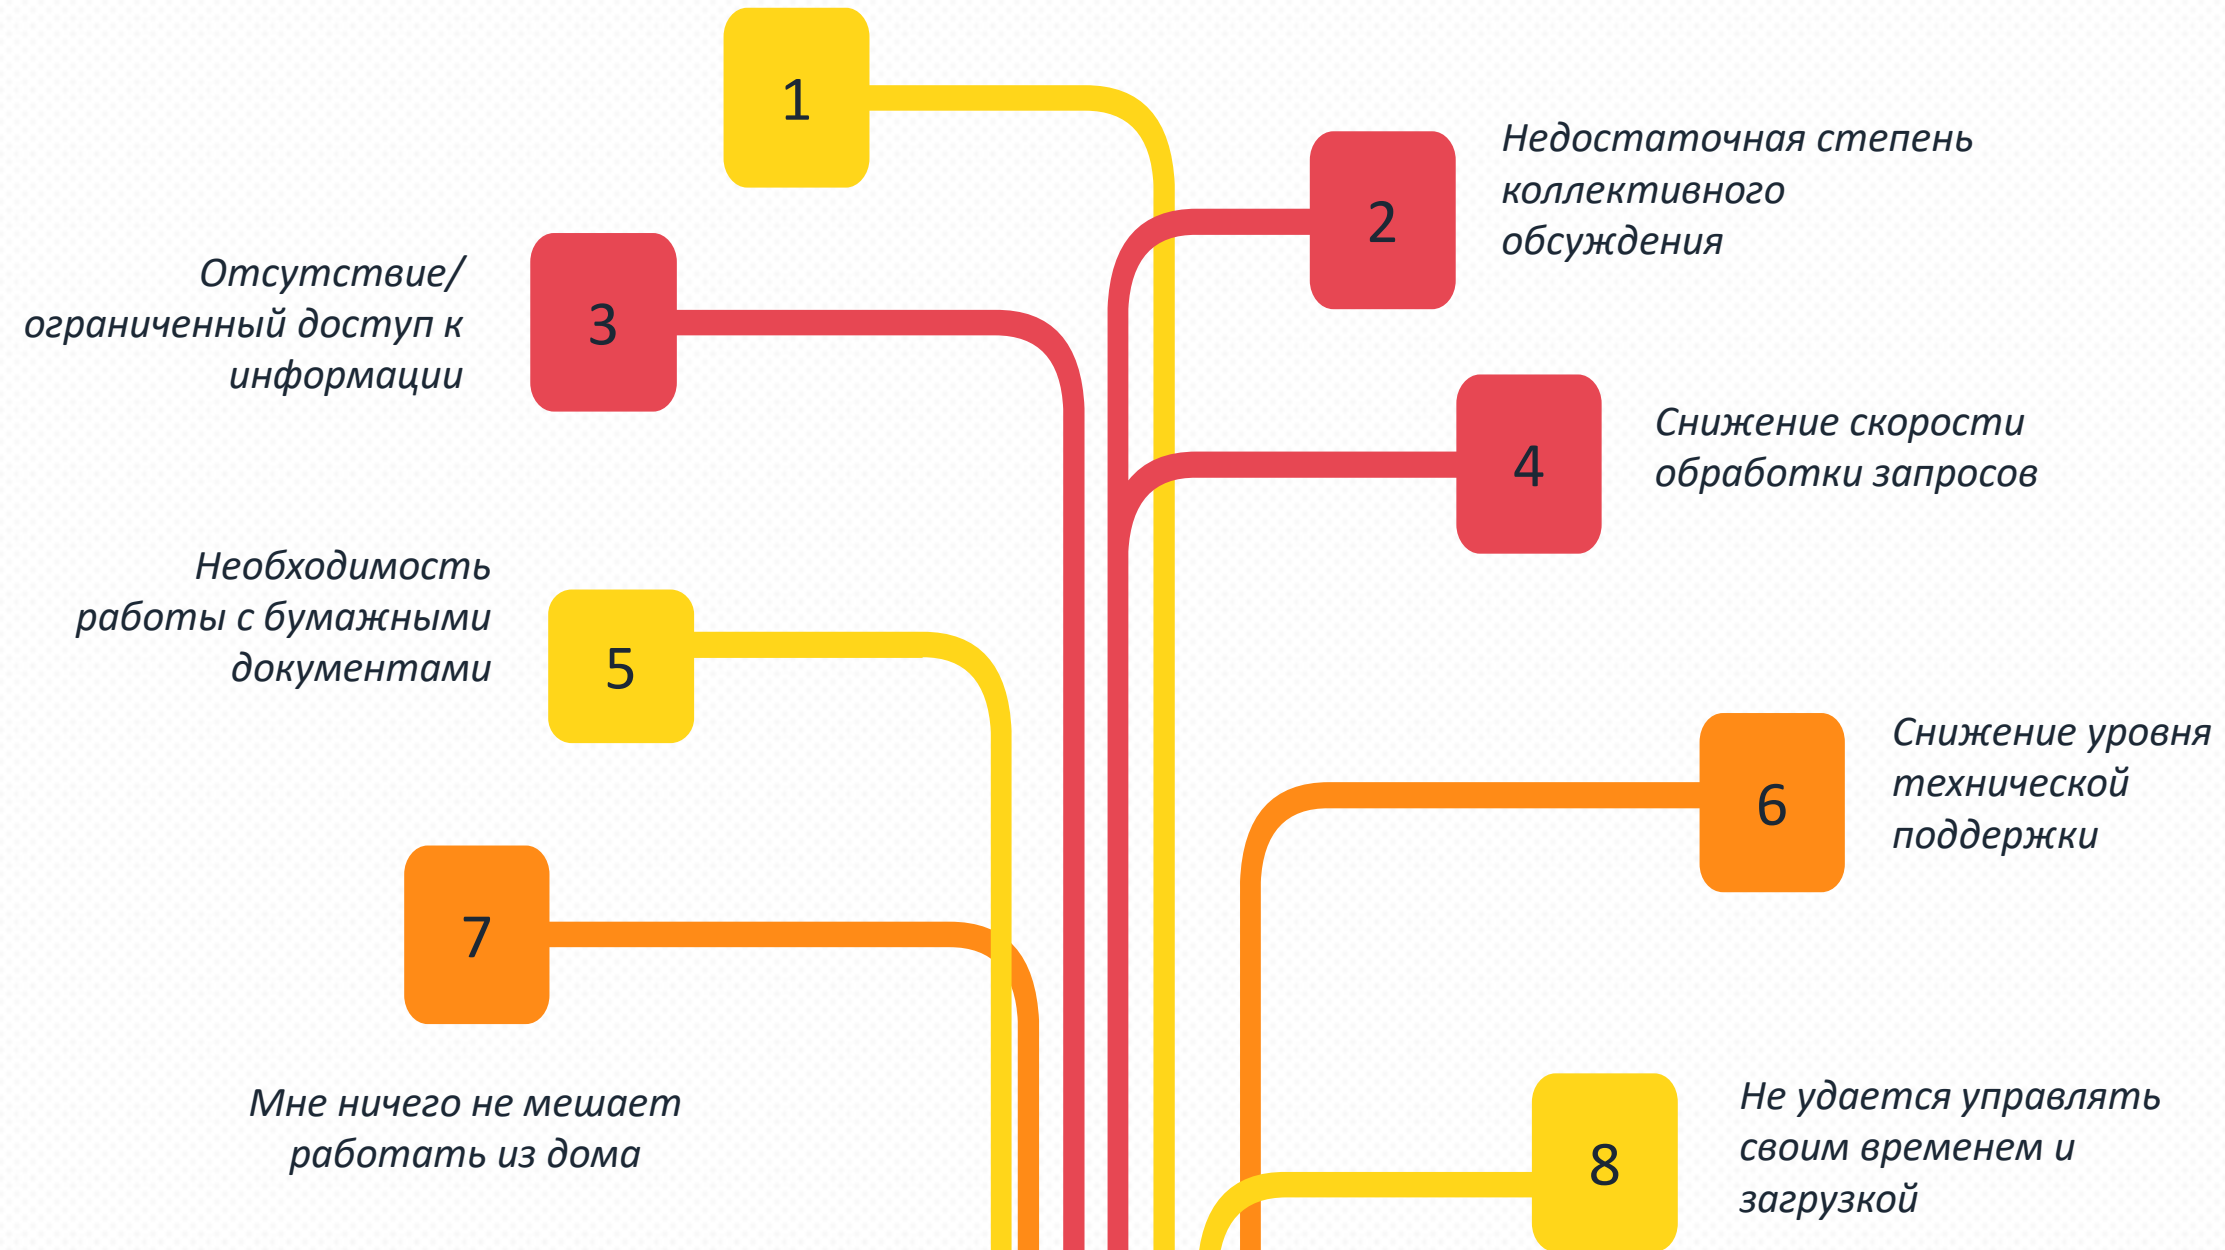 1
2
Недостаточная степень
коллективного
обсуждения
Отсутствие/
ограниченный доступ к
информации
3
4
Снижение скорости
обработки запросов
Необходимость
работы с бумажными
документами
5
6
Снижение уровня
технической
поддержки
7
Мне ничего не мешает
работать из дома
8
Не удается управлять
своим временем и
загрузкой